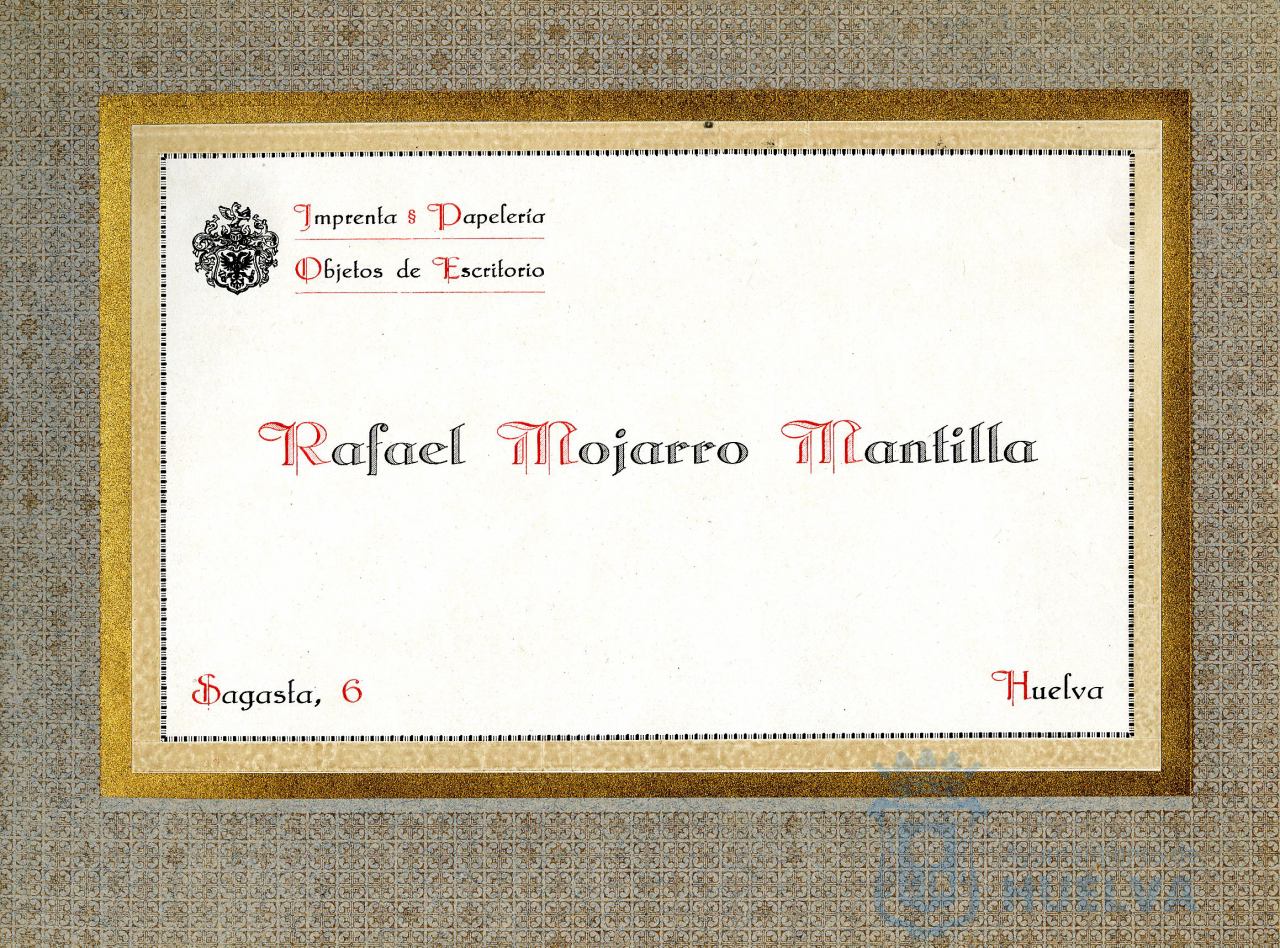 Imprenta § Papelería
Objetos de Escritorio
Rafael Mojarro Mantilla
Sagasta, 6
Huelva
HUELVA